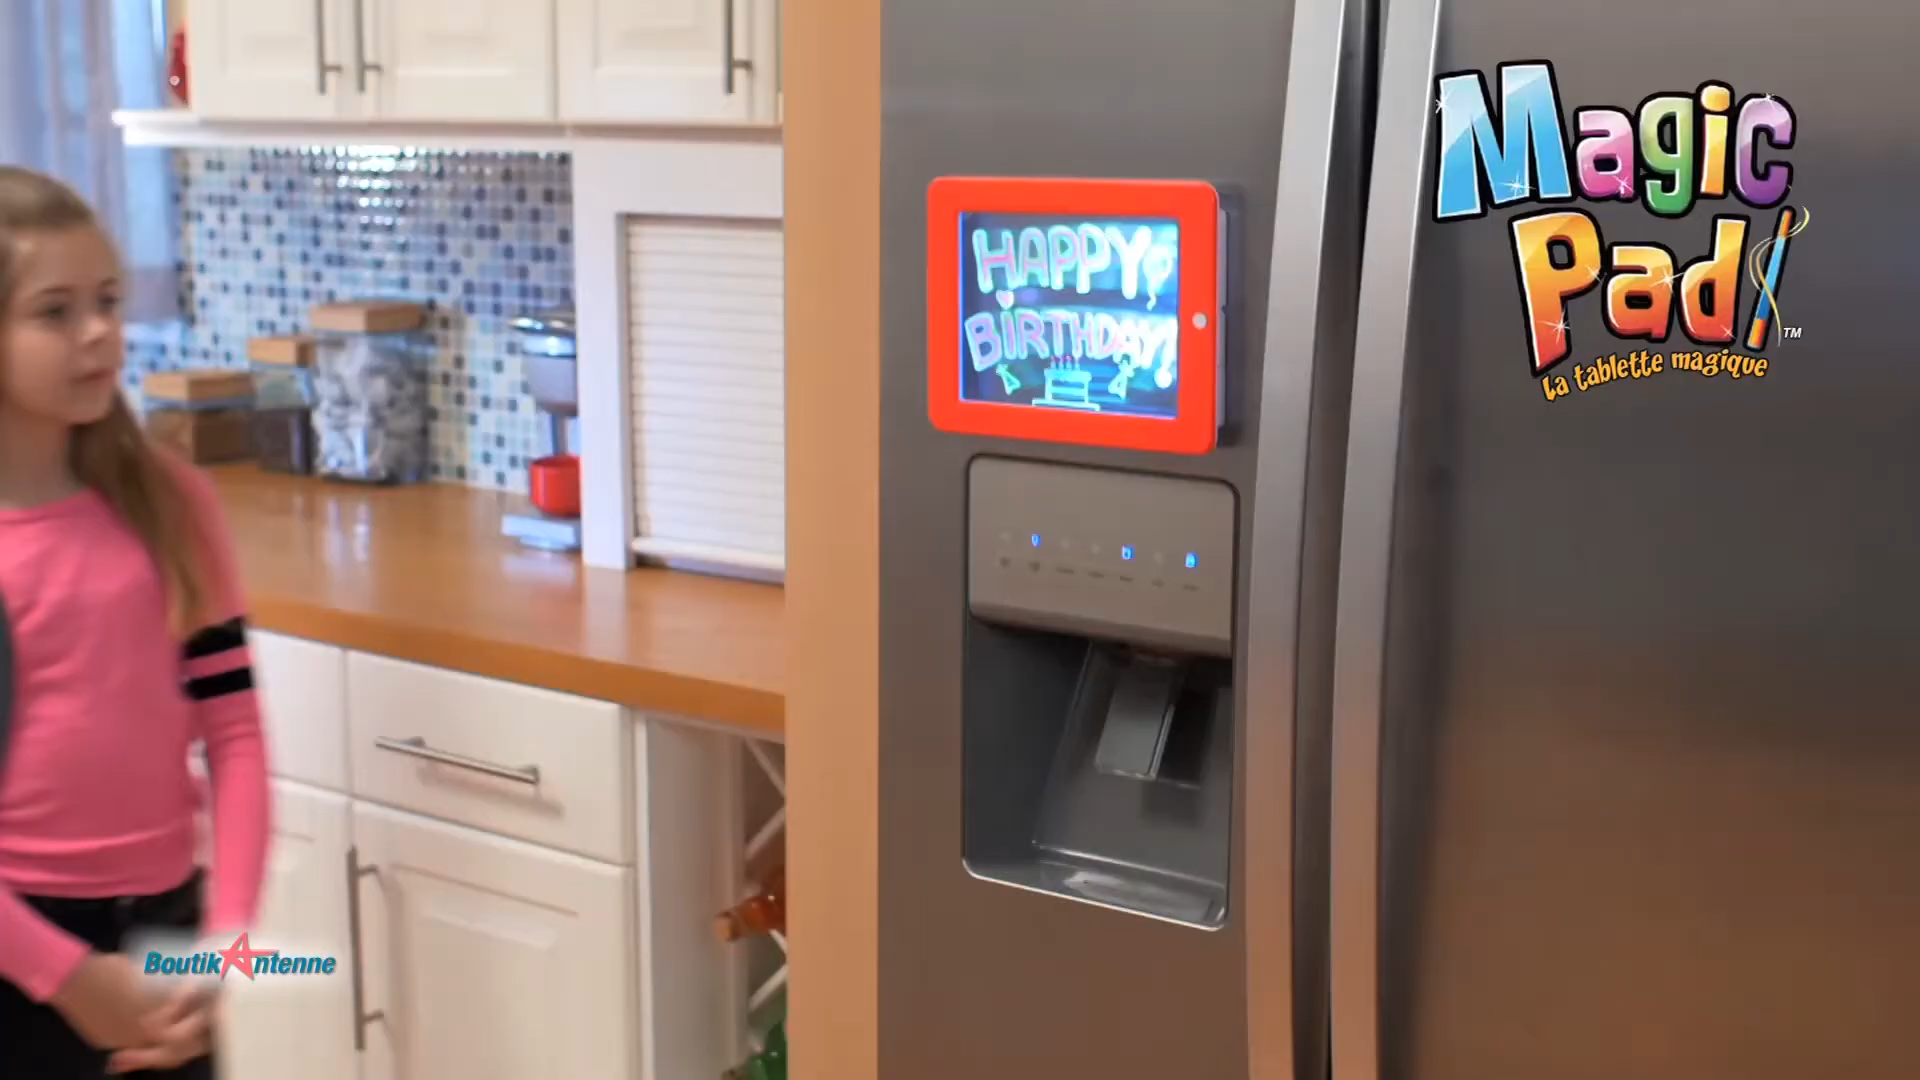 Magic
Pad!™
La tablette magique
HAPPY
BIRTHDAY!
BoutikAntenne